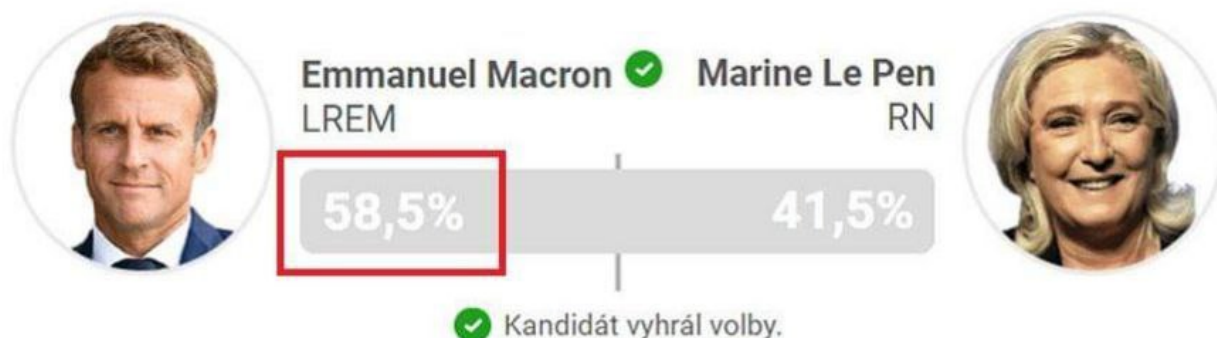 Emmanuel Macron Marine Le Pen
LREM RN
58,5% 41,5%
Kandidát vyhrál volby.